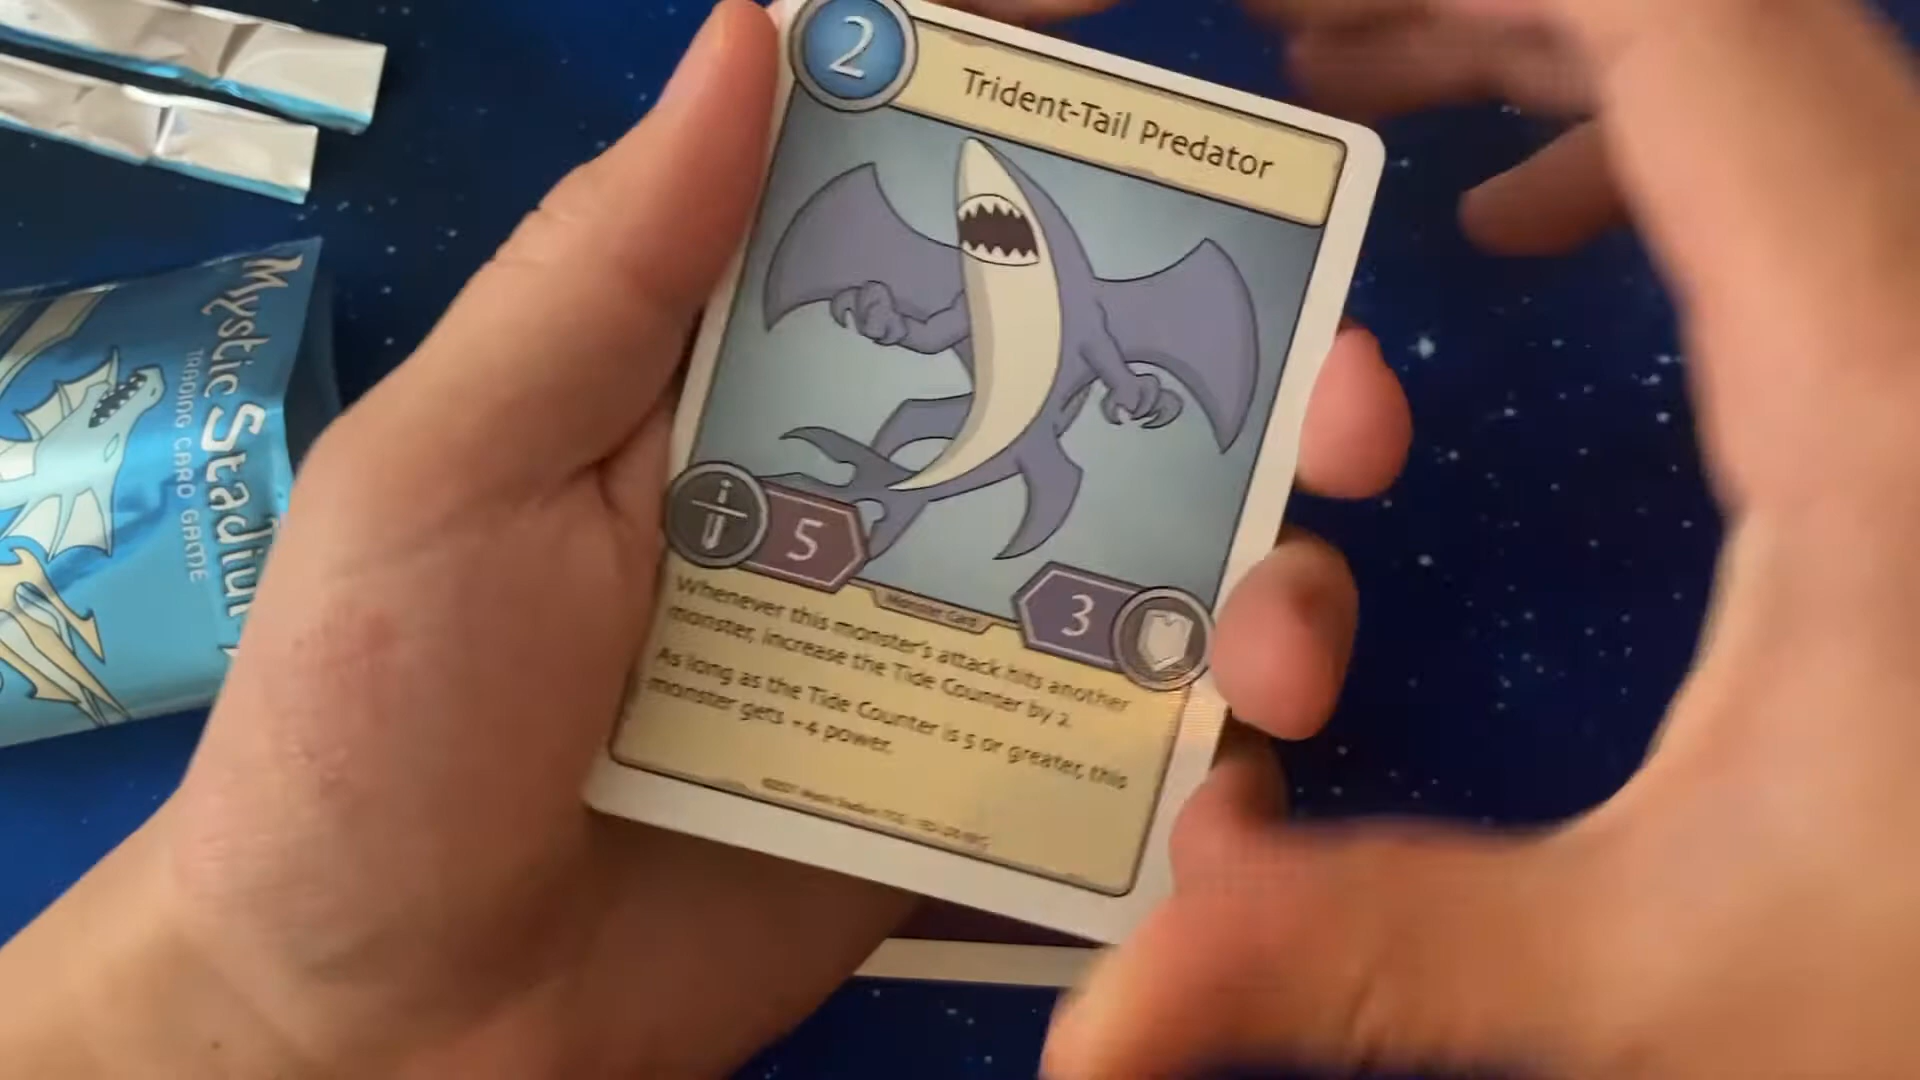 2
Trident-Tail Predator
5
Monster Card
3
Whenever this monster's attack hits another
monster, increase the Tide Counter by 2.
As long as the Tide Counter is 5 or greater, this
monster gets +4 power.
Mystic
Stadium
TRADING CARD GAME